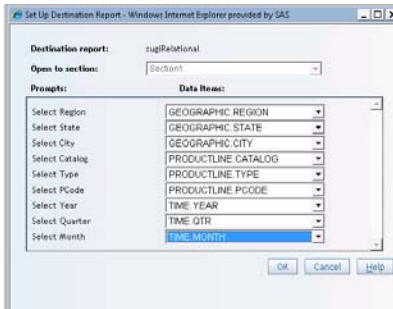 Set Up Destination Report - Windows Internet Explorer provided by SAS
Destination report: sugiRelational
Open to section: Section1
Prompts: Data Items:
Select Region GEOGRAPHIC.REGION
Select State GEOGRAPHIC.STATE
Select City GEOGRAPHIC.CITY
Select Catalog PRODUCTLINE.CATALOG
Select Type PRODUCTLINE.TYPE
Select PCode PRODUCTLINE.PCODE
Select Year TIME.YEAR
Select Quarter TIME.QTR
Select Month TIME.MONTH
OK Cancel Help